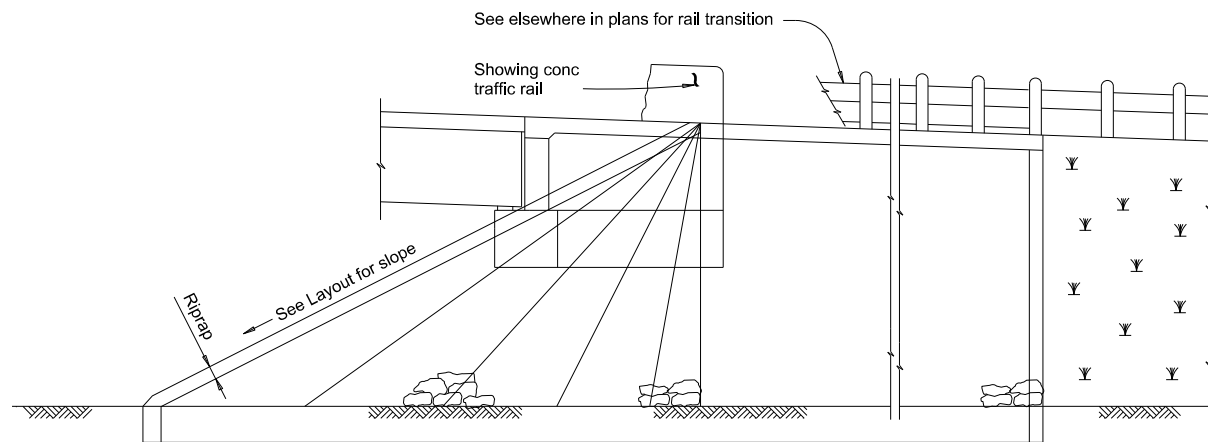 See elsewhere in plans for rail transition
Showing conc
traffic rail
See Layout for slope
Riprap